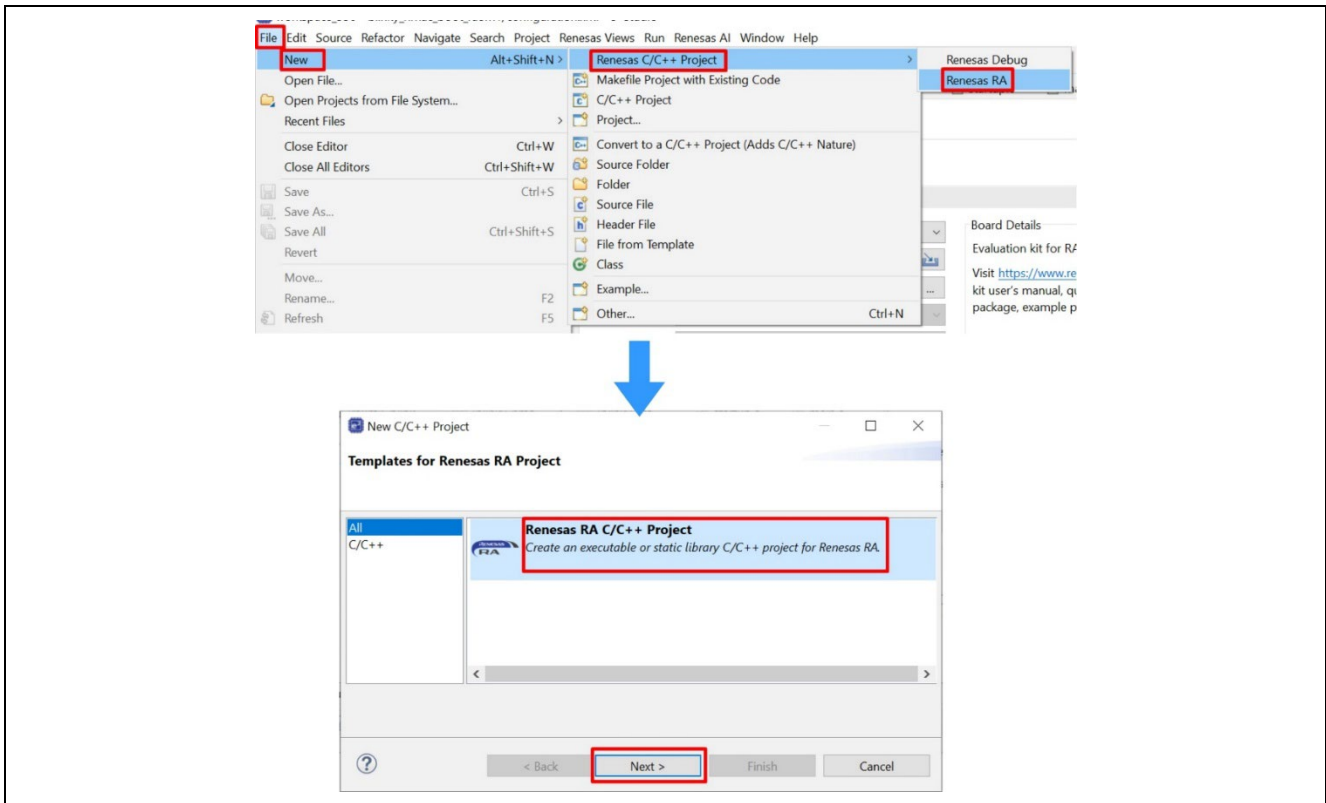 File Edit Source Refactor Navigate Search Project Renesas Views Run Renesas AI Window Help
New Alt+Shift+N >
Open File...
Open Projects from File System...
Recent Files >
Close Editor Ctrl+W
Close All Editors Ctrl+Shift+W
Save Ctrl+S
Save As...
Save All Ctrl+Shift+S
Revert
Move...
Rename... F2
Refresh F5
Renesas C/C++ Project >
Makefile Project with Existing Code
C/C++ Project
Project...
Convert to a C/C++ Project (Adds C/C++ Nature)
Source Folder
Folder
Source File
Header File
File from Template
Class
Example...
Other... Ctrl+N
Renesas Debug
Renesas RA
Board Details
Evaluation kit for RA
Visit https://www.re
kit user's manual, qu
package, example p
New C/C++ Project
Templates for Renesas RA Project
All
C/C++
RENESAS
RA
Renesas RA C/C++ Project
Create an executable or static library C/C++ project for Renesas RA.
< Back Next > Finish Cancel